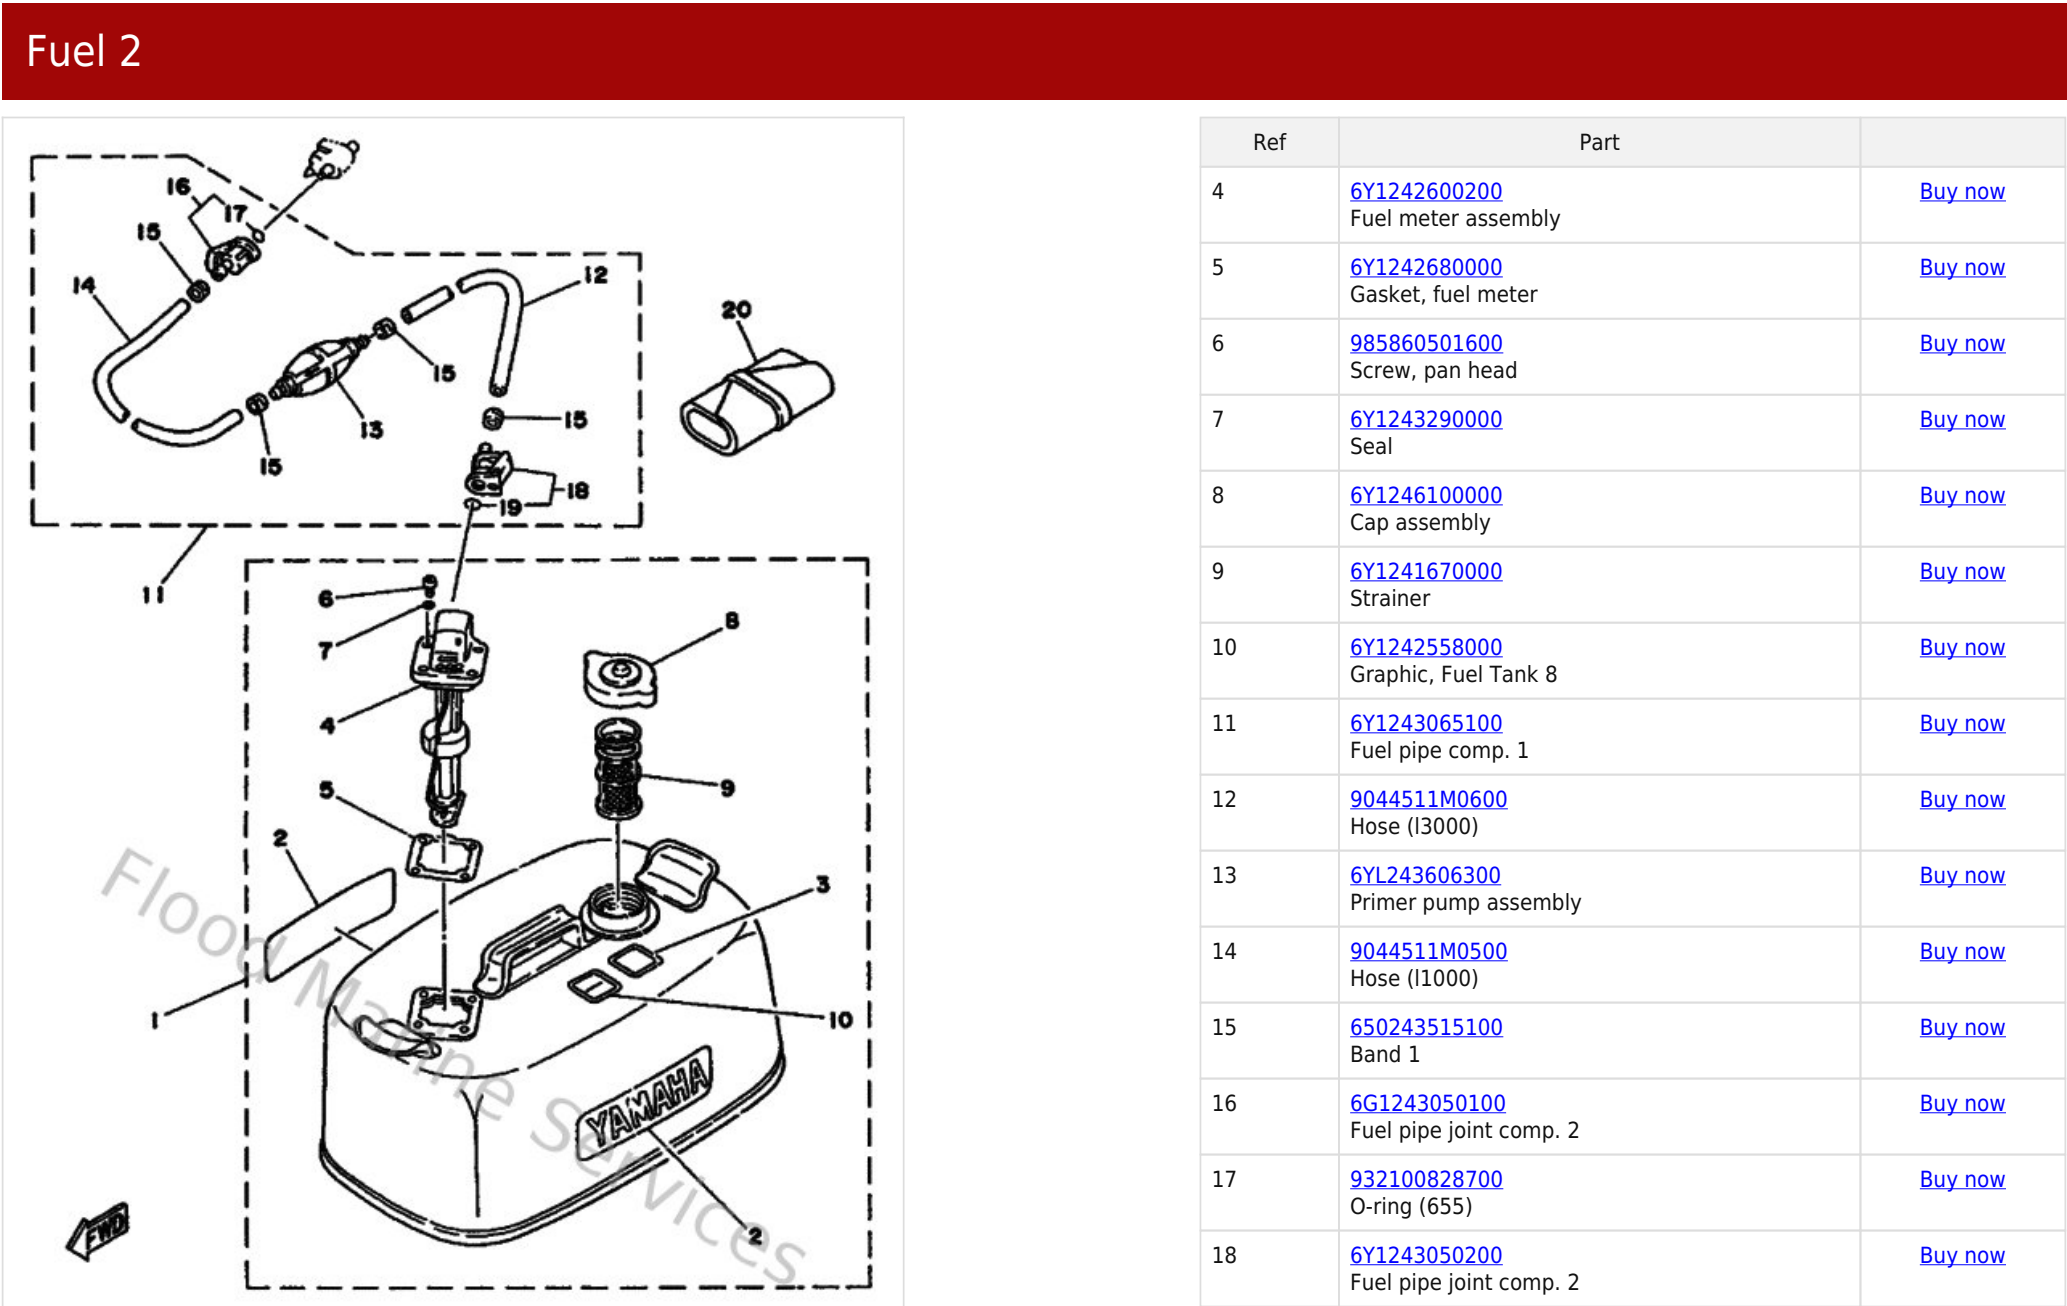 Fuel 2
16
17
15
14
12
20
15
13
15
15
18
19
11
6
7
8
4
5
9
2
3
1
10
YAMAHA
2
FWD
Flood Marine Services
Ref Part
4 6Y1242600200 Buy now
Fuel meter assembly
5 6Y1242680000 Buy now
Gasket, fuel meter
6 985860501600 Buy now
Screw, pan head
7 6Y1243290000 Buy now
Seal
8 6Y1246100000 Buy now
Cap assembly
9 6Y1241670000 Buy now
Strainer
10 6Y1242558000 Buy now
Graphic, Fuel Tank 8
11 6Y1243065100 Buy now
Fuel pipe comp. 1
12 9044511M0600 Buy now
Hose (l3000)
13 6YL243606300 Buy now
Primer pump assembly
14 9044511M0500 Buy now
Hose (l1000)
15 650243515100 Buy now
Band 1
16 6G1243050100 Buy now
Fuel pipe joint comp. 2
17 932100828700 Buy now
O-ring (655)
18 6Y1243050200 Buy now
Fuel pipe joint comp. 2